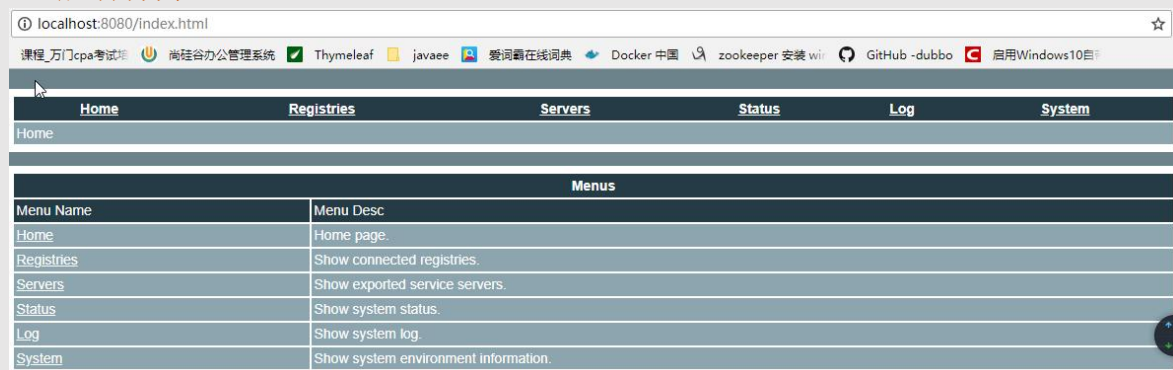 localhost:8080/index.html
课程_万门cpa考试培 尚硅谷办公管理系统 Thymeleaf javaee 爱词霸在线词典 Docker 中国 zookeeper 安装 win GitHub -dubbo 启用Windows10自带
Home Registries Servers Status Log System
Home
Menus
Menu Name Menu Desc
Home Home page.
Registries Show connected registries.
Servers Show exported service servers.
Status Show system status.
Log Show system log.
System Show system environment information.